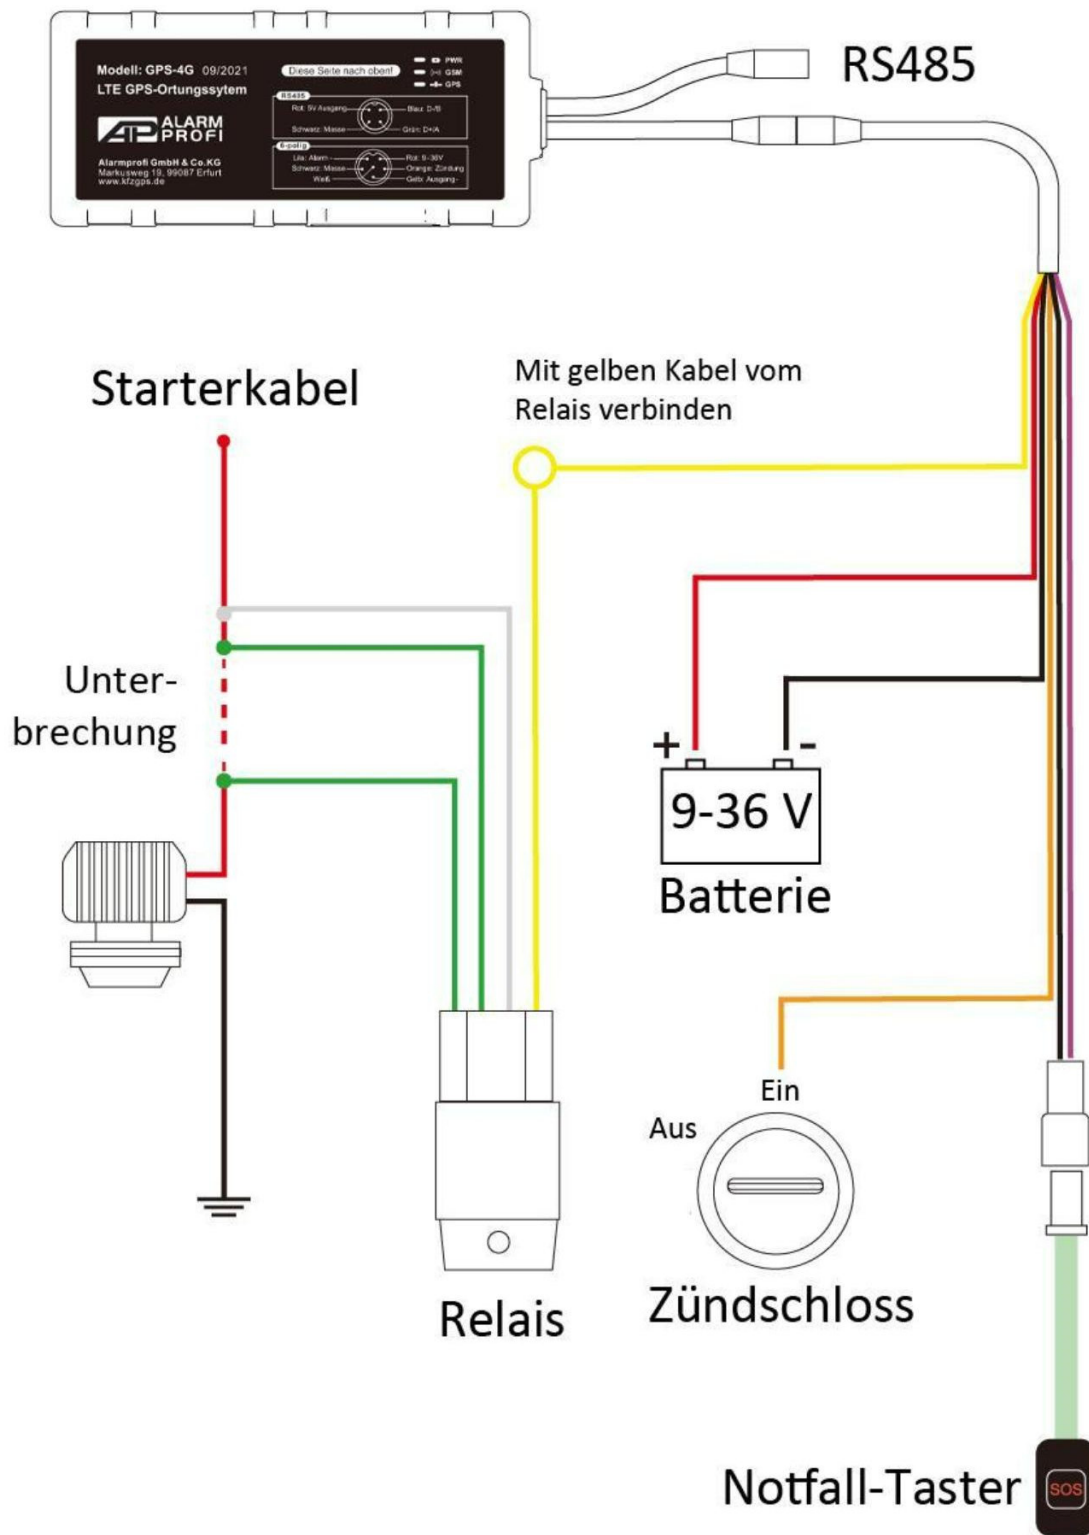 Modell: GPS-4G 09/2021
LTE GPS-Ortungssytem
Diese Seite nach oben!
PWR
GSM
GPS
ATP ALARM
PROFI
Alarmprofi GmbH & Co.KG
Markusweg 19, 99087 Erfurt
www.kfzgps.de
RS485
Rot: 5V Ausgang
Blau: D-/B
Schwarz: Masse
Grün: D+/A
6-polig
Lila: Alarm -
Rot: 9-36V
Schwarz: Masse
Orange: Zündung
Weiß
Gelb: Ausgang-
RS485
Starterkabel
Mit gelben Kabel vom
Relais verbinden
Unter-
brechung
+
-
9-36 V
Batterie
Ein
Aus
Relais
Zündschloss
Notfall-Taster
SOS